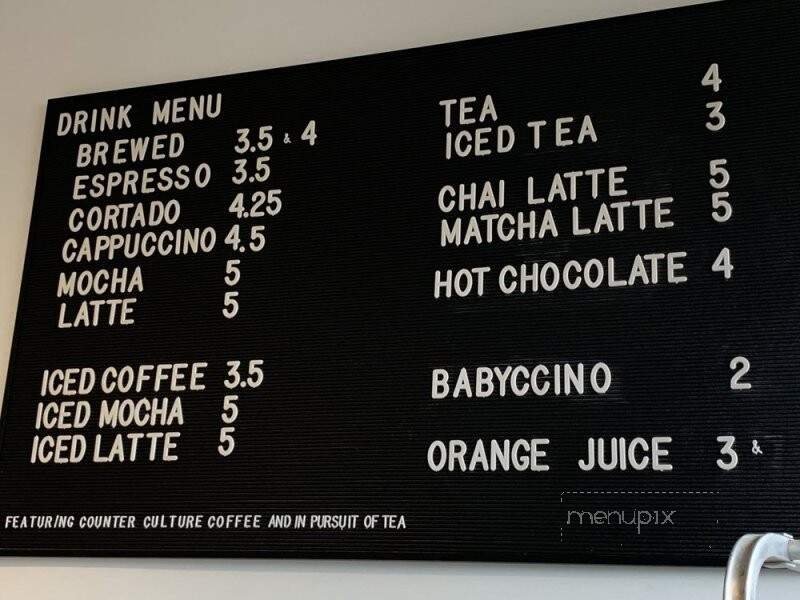 DRINK MENU
BREWED 3.5 & 4
ESPRESSO 3.5
CORTADO 4.25
CAPPUCCINO 4.5
MOCHA 5
LATTE 5
ICED COFFEE 3.5
ICED MOCHA 5
ICED LATTE 5
FEATURING COUNTER CULTURE COFFEE AND IN PURSUIT OF TEA
TEA 4
ICED TEA 3
CHAI LATTE 5
MATCHA LATTE 5
HOT CHOCOLATE 4
BABYCCINO 2
ORANGE JUICE 3 &
menupix